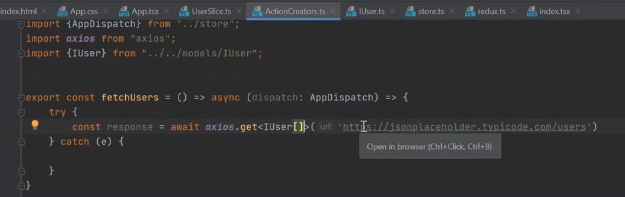 index.html App.css App.tsx UserSlice.ts ActionCreators.ts IUser.ts store.ts redux.ts index.tsx
import {AppDispatch} from "../store";
import axios from "axios";
import {IUser} from "../../models/IUser";
export const fetchUsers = () => async (dispatch: AppDispatch) => {
try {
const response = await axios.get<IUser[]>( url: 'https://jsonplaceholder.typicode.com/users')
} catch (e) {
Open in browser (Ctrl+Click, Ctrl+B)
}
}